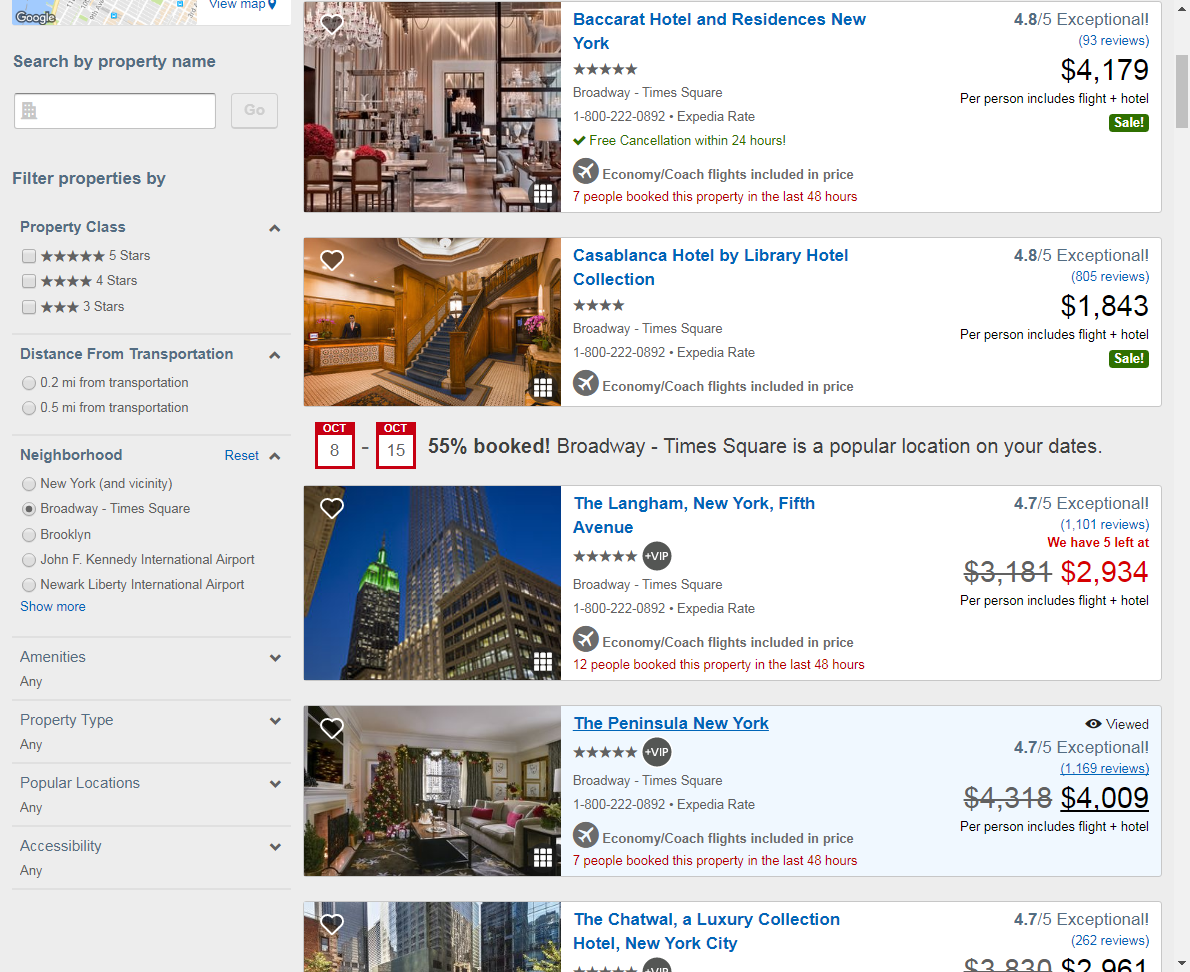 Google
View map
Search by property name
Go
Filter properties by
Property Class
5 Stars
4 Stars
3 Stars
Distance From Transportation
0.2 mi from transportation
0.5 mi from transportation
Neighborhood
Reset
New York (and vicinity)
Broadway - Times Square
Brooklyn
John F. Kennedy International Airport
Newark Liberty International Airport
Show more
Amenities
Any
Property Type
Any
Popular Locations
Any
Accessibility
Any
Baccarat Hotel and Residences New
York
Broadway - Times Square
1-800-222-0892 • Expedia Rate
Free Cancellation within 24 hours!
Economy/Coach flights included in price
7 people booked this property in the last 48 hours
4.8/5 Exceptional!
(93 reviews)
$4,179
Per person includes flight + hotel
Sale!
Casablanca Hotel by Library Hotel
Collection
Broadway - Times Square
1-800-222-0892 • Expedia Rate
Economy/Coach flights included in price
4.8/5 Exceptional!
(805 reviews)
$1,843
Per person includes flight + hotel
Sale!
OCT
8
-
OCT
15
55% booked! Broadway - Times Square is a popular location on your dates.
The Langham, New York, Fifth
Avenue
+VIP
Broadway - Times Square
1-800-222-0892 • Expedia Rate
Economy/Coach flights included in price
12 people booked this property in the last 48 hours
4.7/5 Exceptional!
(1,101 reviews)
We have 5 left at
$3,181 $2,934
Per person includes flight + hotel
The Peninsula New York
+VIP
Broadway - Times Square
1-800-222-0892 • Expedia Rate
Economy/Coach flights included in price
7 people booked this property in the last 48 hours
Viewed
4.7/5 Exceptional!
(1,169 reviews)
$4,318 $4,009
Per person includes flight + hotel
The Chatwal, a Luxury Collection
Hotel, New York City
+VIP
4.7/5 Exceptional!
(262 reviews)
$3,830 $2,961